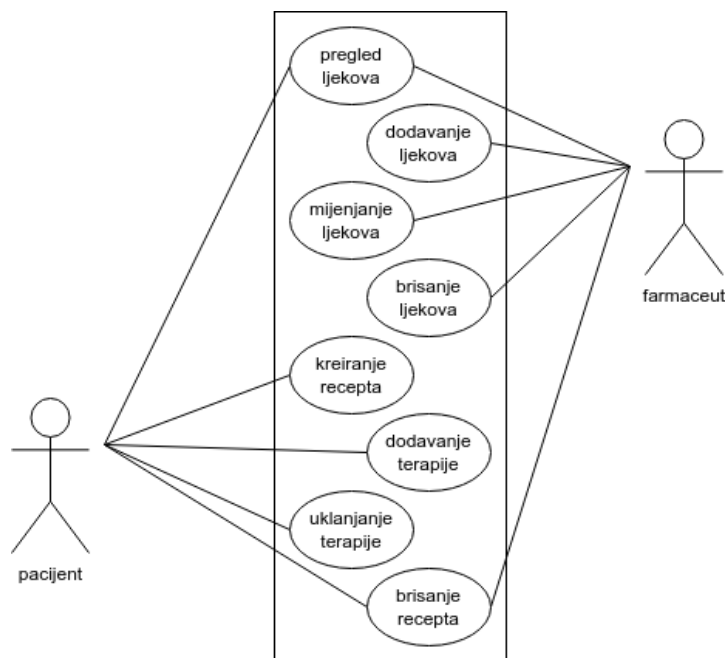 pregled
ljekova
dodavanje
ljekova
mijenjanje
ljekova
brisanje
ljekova
farmaceut
kreiranje
recepta
dodavanje
terapije
uklanjanje
terapije
pacijent
brisanje
recepta